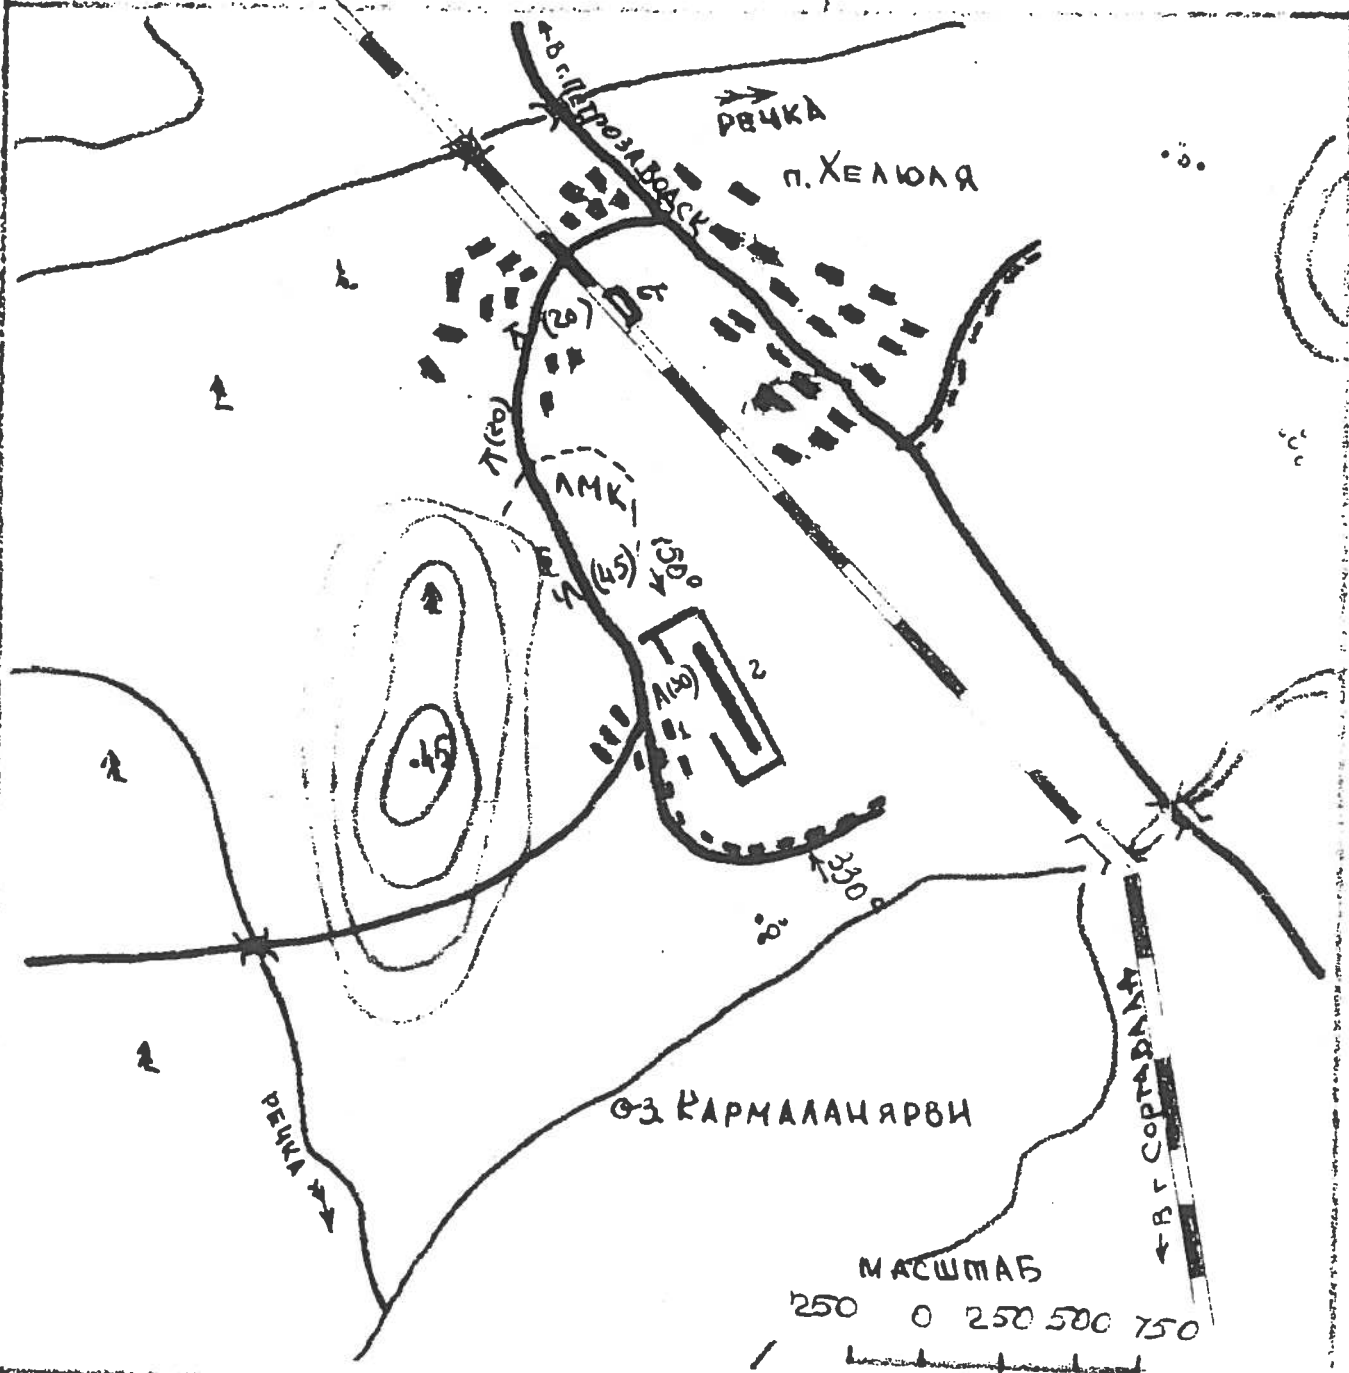 ←В г. ПЕТРОЗАВОДСК
РЕЧКА
п. ХЕЛЮЛЯ
СТ
(20)
(20)
ЛМК
(45)
150°
А(30)
2
1
·45
330°
РЕЧКА
ОЗ КАРМАЛАНЯРВИ
←В г СОРТАВАЛА
МАСШТАБ
250 0 250 500 750